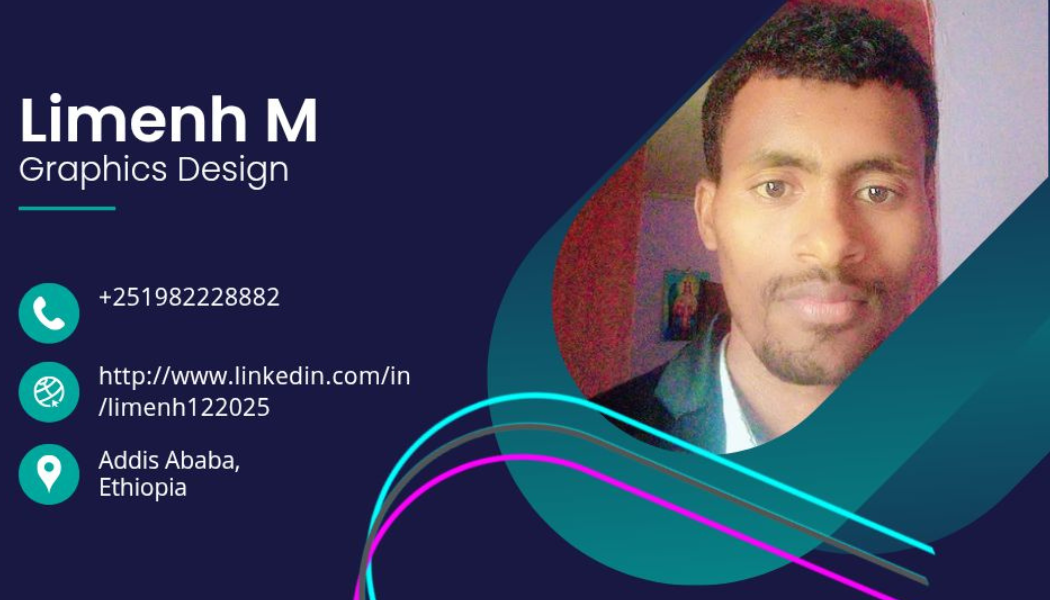 Limenh M
Graphics Design
+251982228882
http://www.linkedin.com/in
/limenh122025
Addis Ababa,
Ethiopia